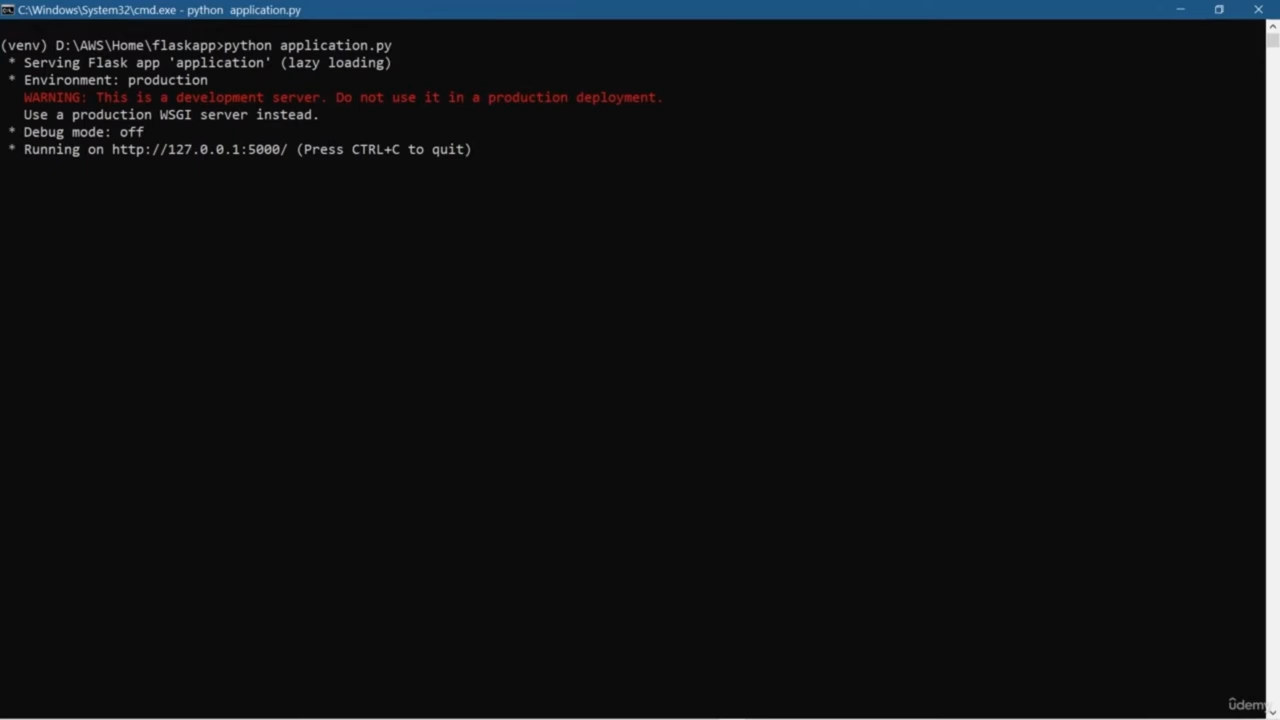 C:\Windows\System32\cmd.exe - python  application.py
(venv) D:\AWS\Home\flaskapp>python application.py
 * Serving Flask app 'application' (lazy loading)
 * Environment: production
   WARNING: This is a development server. Do not use it in a production deployment.
   Use a production WSGI server instead.
 * Debug mode: off
 * Running on http://127.0.0.1:5000/ (Press CTRL+C to quit)
ûdemy